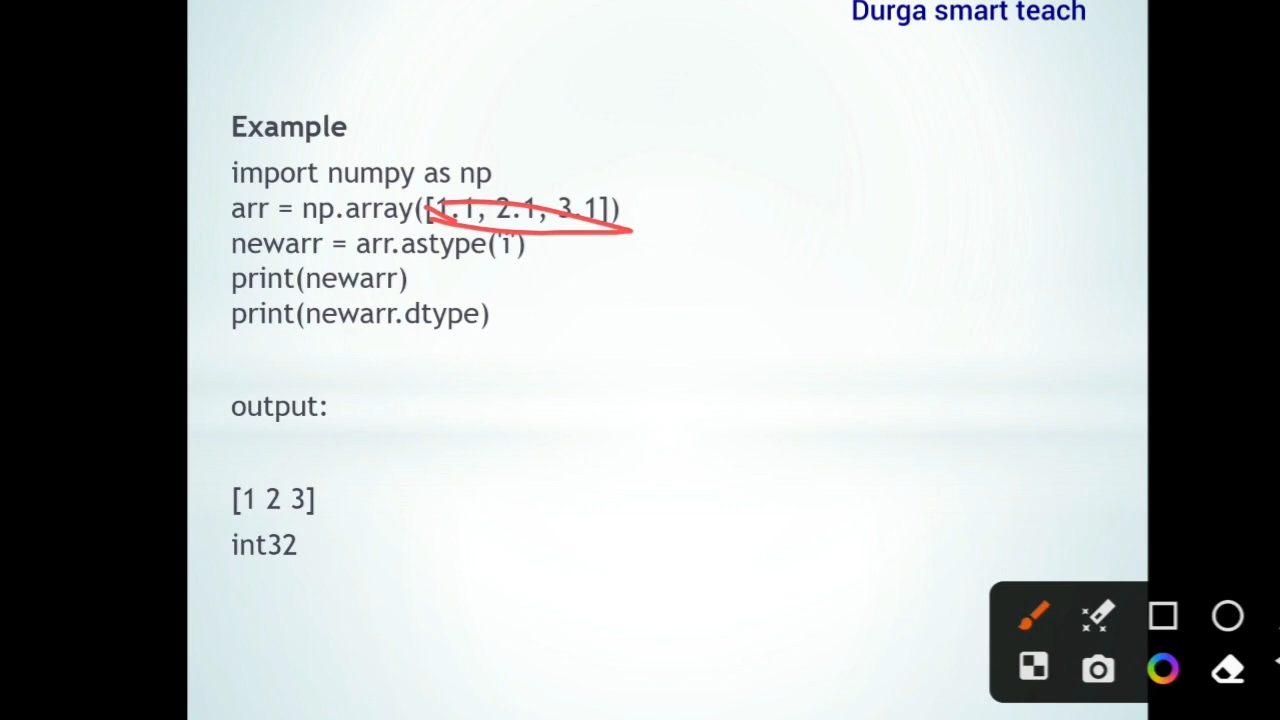 Durga smart teach
Example
import numpy as np
arr = np.array([1.1, 2.1, 3.1])
newarr = arr.astype('i')
print(newarr)
print(newarr.dtype)
output:
[1 2 3]
int32